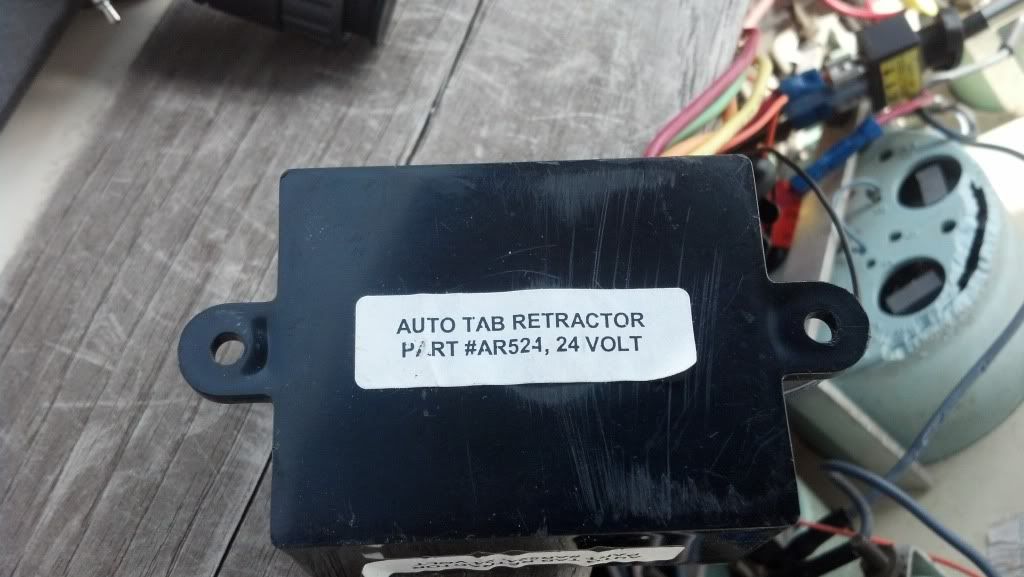 AUTO TAB RETRACTOR
PART #AR524, 24 VOLT